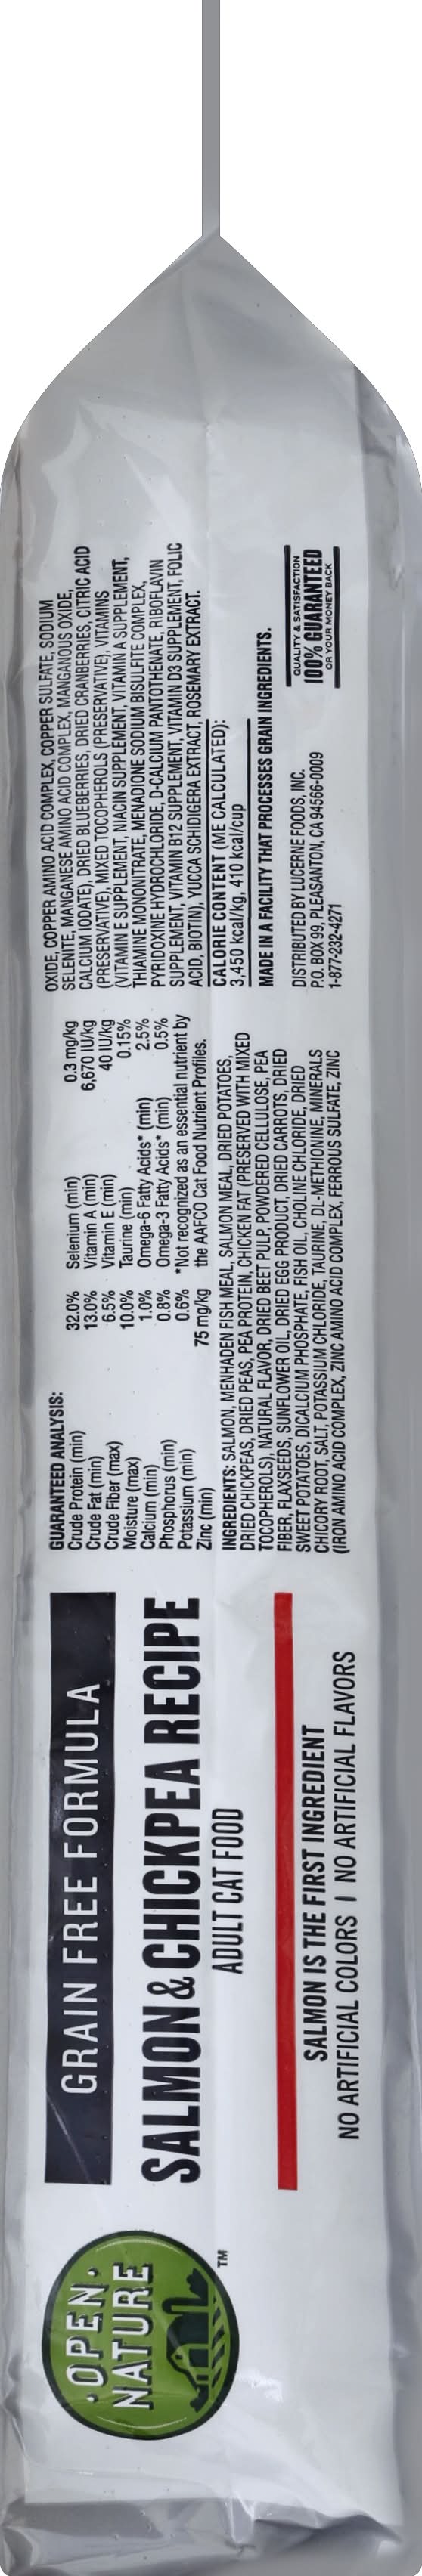 ·OPEN·
NATURE
TM
GRAIN FREE FORMULA
SALMON & CHICKPEA RECIPE
ADULT CAT FOOD
SALMON IS THE FIRST INGREDIENT
NO ARTIFICIAL COLORS | NO ARTIFICIAL FLAVORS
GUARANTEED ANALYSIS:
Crude Protein (min) 32.0%
Crude Fat (min) 13.0%
Crude Fiber (max) 6.5%
Moisture (max) 10.0%
Calcium (min) 1.0%
Phosphorus (min) 0.8%
Potassium (min) 0.6%
Zinc (min) 75 mg/kg
Selenium (min) 0.3 mg/kg
Vitamin A (min) 6,670 IU/kg
Vitamin E (min) 40 IU/kg
Taurine (min) 0.15%
Omega-6 Fatty Acids* (min) 2.5%
Omega-3 Fatty Acids* (min) 0.5%
*Not recognized as an essential nutrient by
the AAFCO Cat Food Nutrient Profiles.
INGREDIENTS: SALMON, MENHADEN FISH MEAL, SALMON MEAL, DRIED POTATOES,
DRIED CHICKPEAS, DRIED PEAS, PEA PROTEIN, CHICKEN FAT (PRESERVED WITH MIXED
TOCOPHEROLS), NATURAL FLAVOR, DRIED BEET PULP, POWDERED CELLULOSE, PEA
FIBER, FLAXSEEDS, SUNFLOWER OIL, DRIED EGG PRODUCT, DRIED CARROTS, DRIED
SWEET POTATOES, DICALCIUM PHOSPHATE, FISH OIL, CHOLINE CHLORIDE, DRIED
CHICORY ROOT, SALT, POTASSIUM CHLORIDE, TAURINE, DL-METHIONINE, MINERALS
(IRON AMINO ACID COMPLEX, ZINC AMINO ACID COMPLEX, FERROUS SULFATE, ZINC
OXIDE, COPPER AMINO ACID COMPLEX, COPPER SULFATE, SODIUM
SELENITE, MANGANESE AMINO ACID COMPLEX, MANGANOUS OXIDE,
CALCIUM IODATE), DRIED BLUEBERRIES, DRIED CRANBERRIES, CITRIC ACID
(PRESERVATIVE), MIXED TOCOPHEROLS (PRESERVATIVE), VITAMINS
(VITAMIN E SUPPLEMENT, NIACIN SUPPLEMENT, VITAMIN A SUPPLEMENT,
THIAMINE MONONITRATE, MENADIONE SODIUM BISULFITE COMPLEX,
PYRIDOXINE HYDROCHLORIDE, D-CALCIUM PANTOTHENATE, RIBOFLAVIN
SUPPLEMENT, VITAMIN B12 SUPPLEMENT, VITAMIN D3 SUPPLEMENT, FOLIC
ACID, BIOTIN), YUCCA SCHIDIGERA EXTRACT, ROSEMARY EXTRACT.
CALORIE CONTENT (ME CALCULATED):
3,450 kcal/kg, 410 kcal/cup
MADE IN A FACILITY THAT PROCESSES GRAIN INGREDIENTS.
DISTRIBUTED BY LUCERNE FOODS, INC.
P.O. BOX 99, PLEASANTON, CA 94566-0009
1-877-232-4271
QUALITY & SATISFACTION
100% GUARANTEED
OR YOUR MONEY BACK